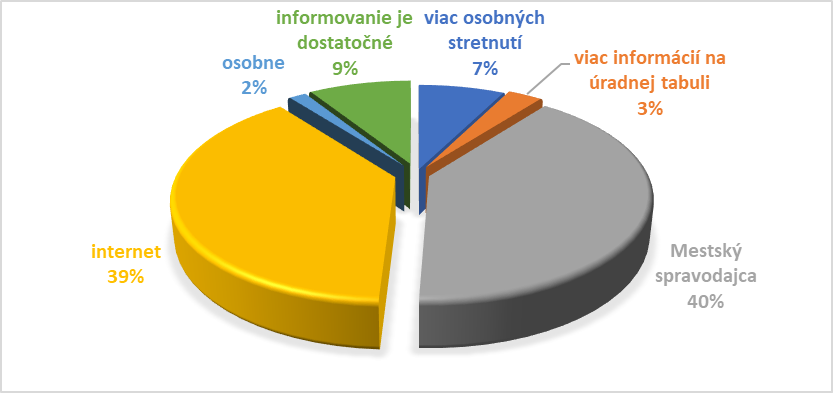 informovanie je
dostatočné
9%
viac osobných
stretnutí
7%
viac informácií na
úradnej tabuli
3%
osobne
2%
internet
39%
Mestský
spravodajca
40%